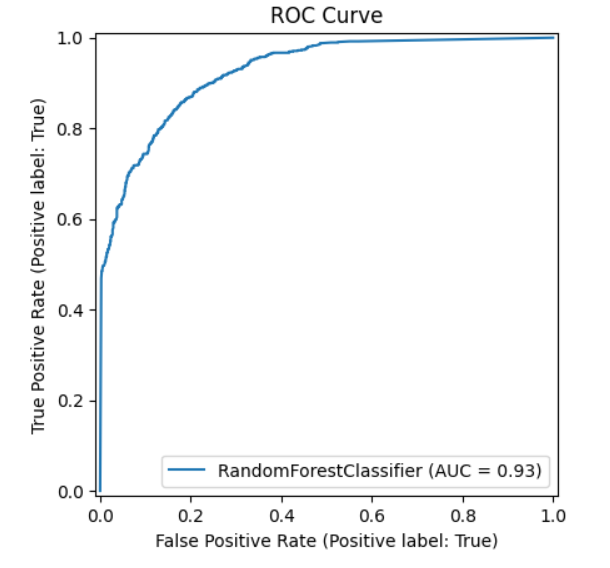 ROC Curve
True Positive Rate (Positive label: True)
1.0
0.8
0.6
0.4
0.2
0.0
RandomForestClassifier (AUC = 0.93)
0.0 0.2 0.4 0.6 0.8 1.0
False Positive Rate (Positive label: True)